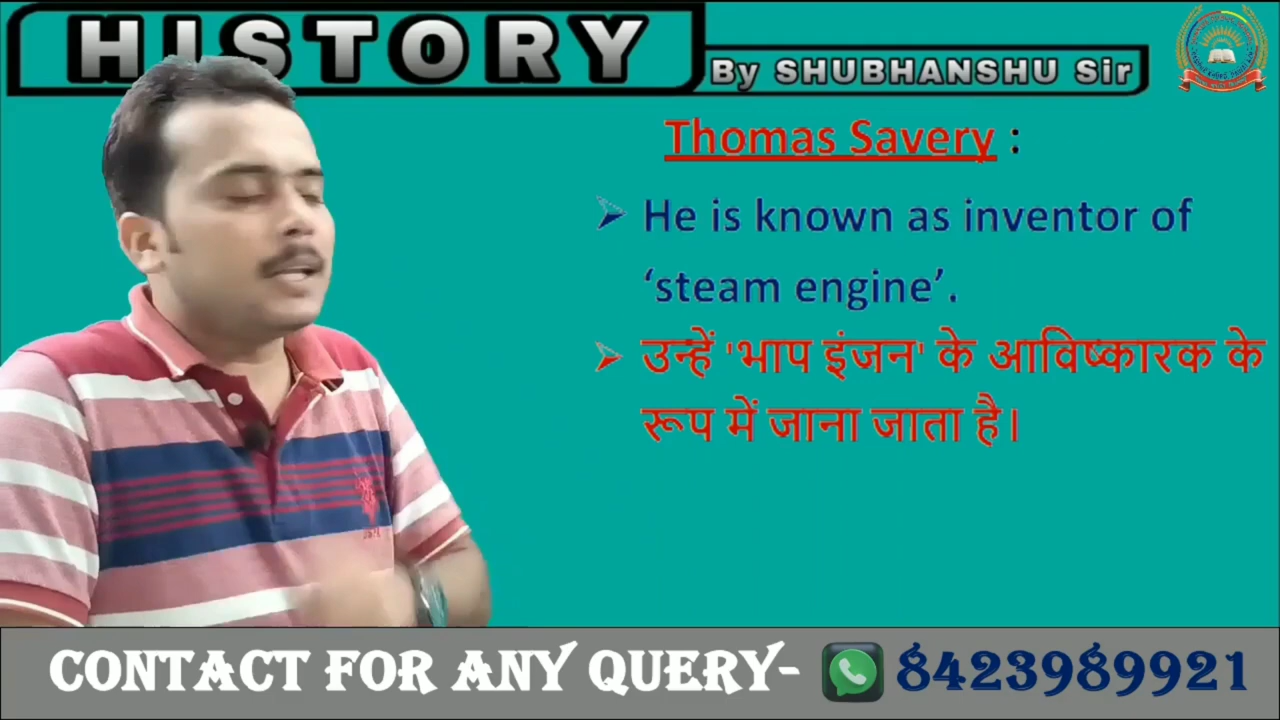 HISTORY
By SHUBHANSHU Sir
Thomas Savery :
➢ He is known as inventor of
‘steam engine’.
➢ उन्हें 'भाप इंजन' के आविष्कारक के
रूप में जाना जाता है।
CONTACT FOR ANY QUERY- 8423989921